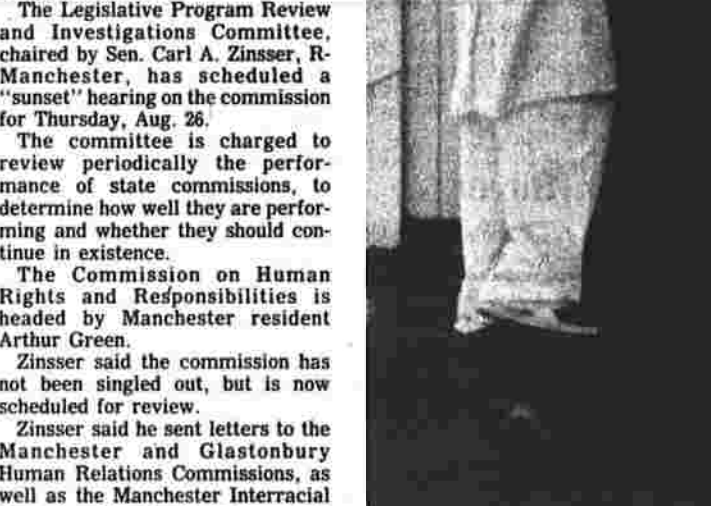 The Legislative Program Review
and Investigations Committee,
chaired by Sen. Carl A. Zinsser, R-
Manchester, has scheduled a
"sunset" hearing on the commission
for Thursday, Aug. 26.
The committee is charged to
review periodically the perfor-
mance of state commissions, to
determine how well they are perfor-
ming and whether they should con-
tinue in existence.
The Commission on Human
Rights and Responsibilities is
headed by Manchester resident
Arthur Green.
Zinsser said the commission has
not been singled out, but is now
scheduled for review.
Zinsser said he sent letters to the
Manchester and Glastonbury
Human Relations Commissions, as
well as the Manchester Interracial